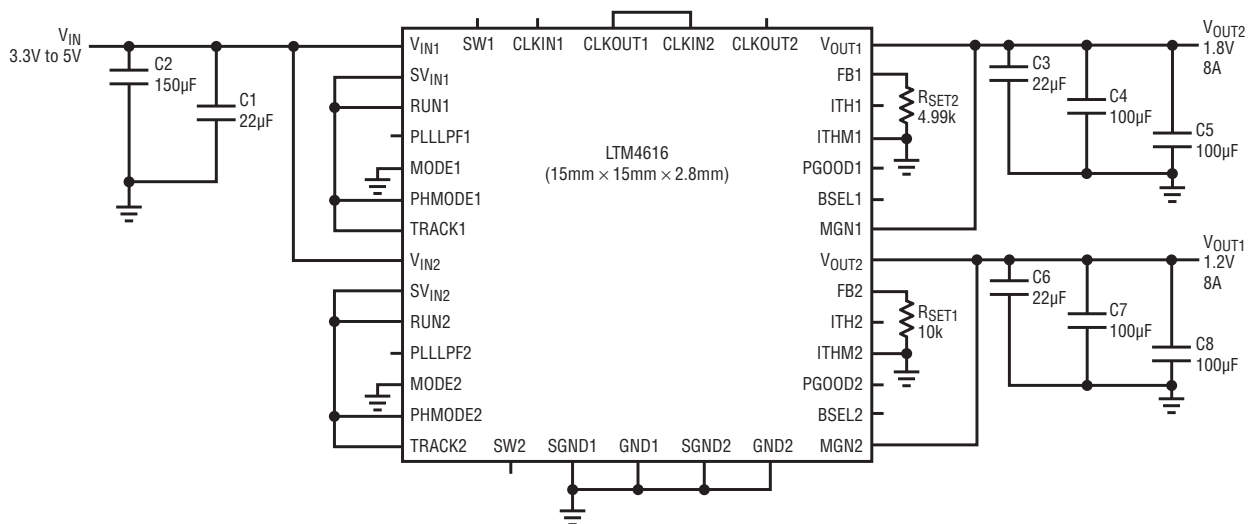 VIN
3.3V to 5V
C2
150µF
C1
22µF
SW1
CLKIN1
CLKOUT1
CLKIN2
CLKOUT2
VIN1
SVIN1
RUN1
PLLLPF1
MODE1
PHMODE1
TRACK1
VIN2
SVIN2
RUN2
PLLLPF2
MODE2
PHMODE2
TRACK2
LTM4616
(15mm × 15mm × 2.8mm)
SW2
SGND1
GND1
SGND2
GND2
VOUT1
FB1
ITH1
ITHM1
PGOOD1
BSEL1
MGN1
VOUT2
FB2
ITH2
ITHM2
PGOOD2
BSEL2
MGN2
RSET2
4.99k
C3
22µF
C4
100µF
C5
100µF
VOUT2
1.8V
8A
RSET1
10k
C6
22µF
C7
100µF
C8
100µF
VOUT1
1.2V
8A